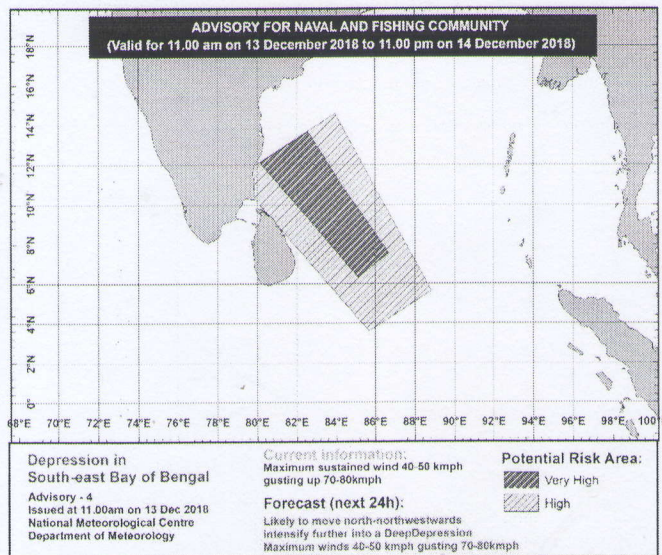 ADVISORY FOR NAVAL AND FISHING COMMUNITY
(Valid for 11.00 am on 13 December 2018 to 11.00 pm on 14 December 2018)
18°N
16°N
14°N
12°N
10°N
8°N
6°N
4°N
2°N
0°
68°E 70°E 72°E 74°E 76°E 78°E 80°E 82°E 84°E 86°E 88°E 90°E 92°E 94°E 96°E 98°E 100°E
Depression in
South-east Bay of Bengal
Advisory - 4
Issued at 11.00am on 13 Dec 2018
National Meteorological Centre
Department of Meteorology
Current information:
Maximum sustained wind 40-50 kmph
gusting up 70-80kmph
Forecast (next 24h):
Likely to move north-northwestwards
intensify further into a DeepDepression
Maximum winds 40-50 kmph gusting 70-80kmph
Potential Risk Area:
Very High
High